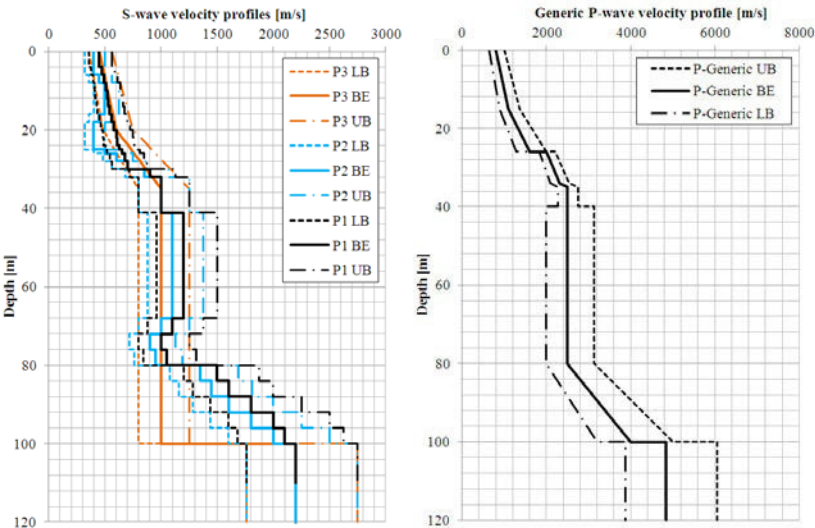 S-wave velocity profiles [m/s]
0 500 1000 1500 2000 2500 3000
0
20
40
60
80
100
120
Depth [m]
P3 LB
P3 BE
P3 UB
P2 LB
P2 BE
P2 UB
P1 LB
P1 BE
P1 UB
Generic P-wave velocity profile [m/s]
0 2000 4000 6000 8000
0
20
40
60
80
100
120
Depth [m]
P-Generic UB
P-Generic BE
P-Generic LB